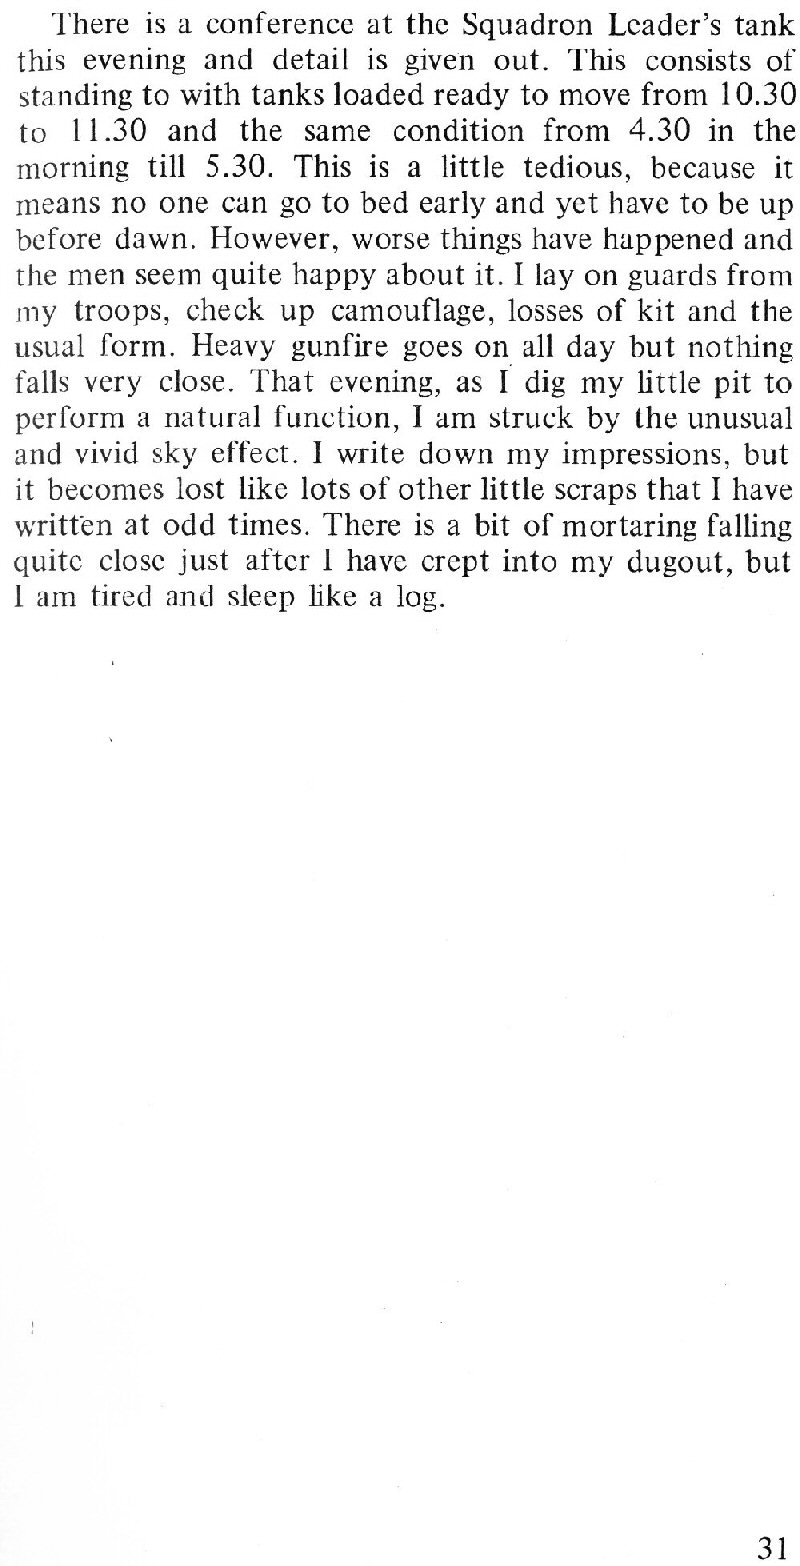 There is a conference at the Squadron Leader's tank
this evening and detail is given out. This consists of
standing to with tanks loaded ready to move from 10.30
to 11.30 and the same condition from 4.30 in the
morning till 5.30. This is a little tedious, because it
means no one can go to bed early and yet have to be up
before dawn. However, worse things have happened and
the men seem quite happy about it. I lay on guards from
my troops, check up camouflage, losses of kit and the
usual form. Heavy gunfire goes on all day but nothing
falls very close. That evening, as I dig my little pit to
perform a natural function, I am struck by the unusual
and vivid sky effect. I write down my impressions, but
it becomes lost like lots of other little scraps that I have
written at odd times. There is a bit of mortaring falling
quite close just after I have crept into my dugout, but
I am tired and sleep like a log.
31